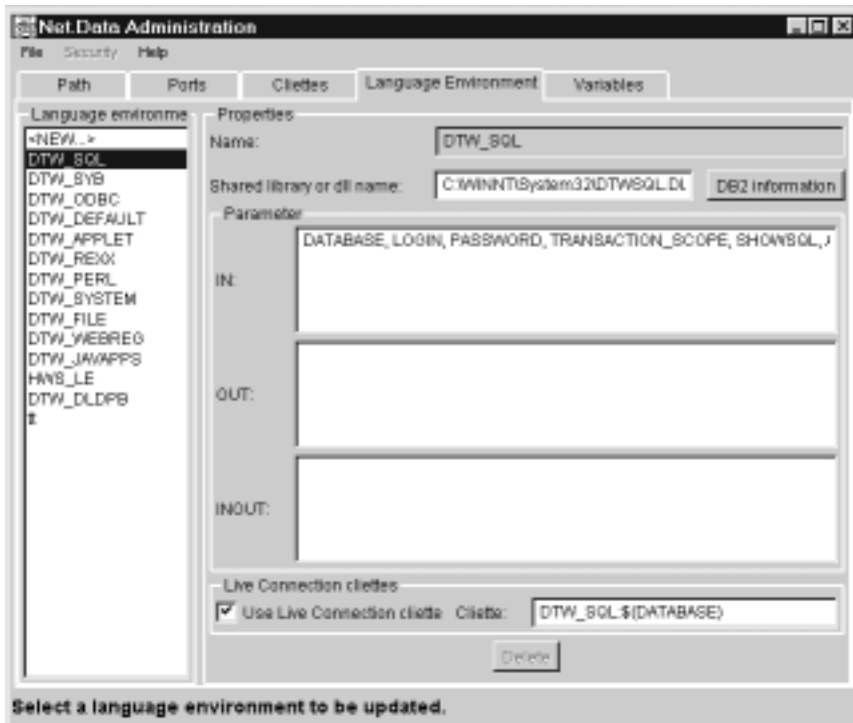 Net.Data Administration
File Security Help
Path Ports Cliettes Language Environment Variables
Language environme
<NEW...>
DTW_SQL
DTW_SYB
DTW_ODBC
DTW_DEFAULT
DTW_APPLET
DTW_REXX
DTW_PERL
DTW_SYSTEM
DTW_FILE
DTW_WEBREG
DTW_JAVAPPS
HWS_LE
DTW_DLDPB
Properties
Name: DTW_SQL
Shared library or dll name: C:\WINNT\System32\DTWSQL.DL DB2 information
Parameter
IN: DATABASE, LOGIN, PASSWORD, TRANSACTION_SCOPE, SHOWSQL,
OUT:
INOUT:
Live Connection cliettes
Use Live Connection cliette Cliette: DTW_SQL:$(DATABASE)
Delete
Select a language environment to be updated.